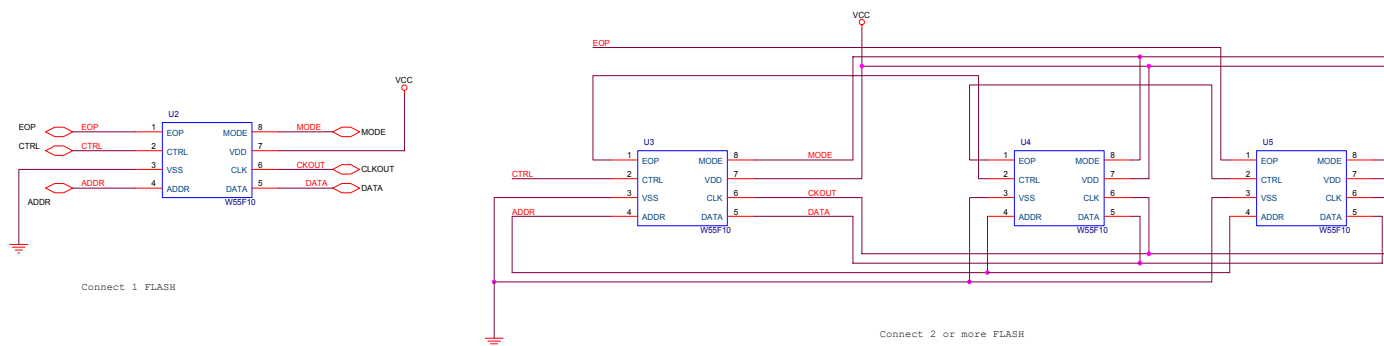 VCC
U2
EOP EOP 1 EOP MODE 8 MODE MODE
CTRL CTRL 2 CTRL VDD 7
3 VSS CLK 6 CKOUT CLKOUT
ADDR ADDR 4 ADDR DATA 5 DATA DATA
W55F10
Connect 1 FLASH
VCC
EOP
U3
1 EOP MODE 8 MODE
CTRL 2 CTRL VDD 7
3 VSS CLK 6 CKOUT
ADDR 4 ADDR DATA 5 DATA
W55F10
U4
1 EOP MODE 8
2 CTRL VDD 7
3 VSS CLK 6
4 ADDR DATA 5
W55F10
U5
1 EOP MODE 8
2 CTRL VDD 7
3 VSS CLK 6
4 ADDR DATA 5
W55F10
Connect 2 or more FLASH